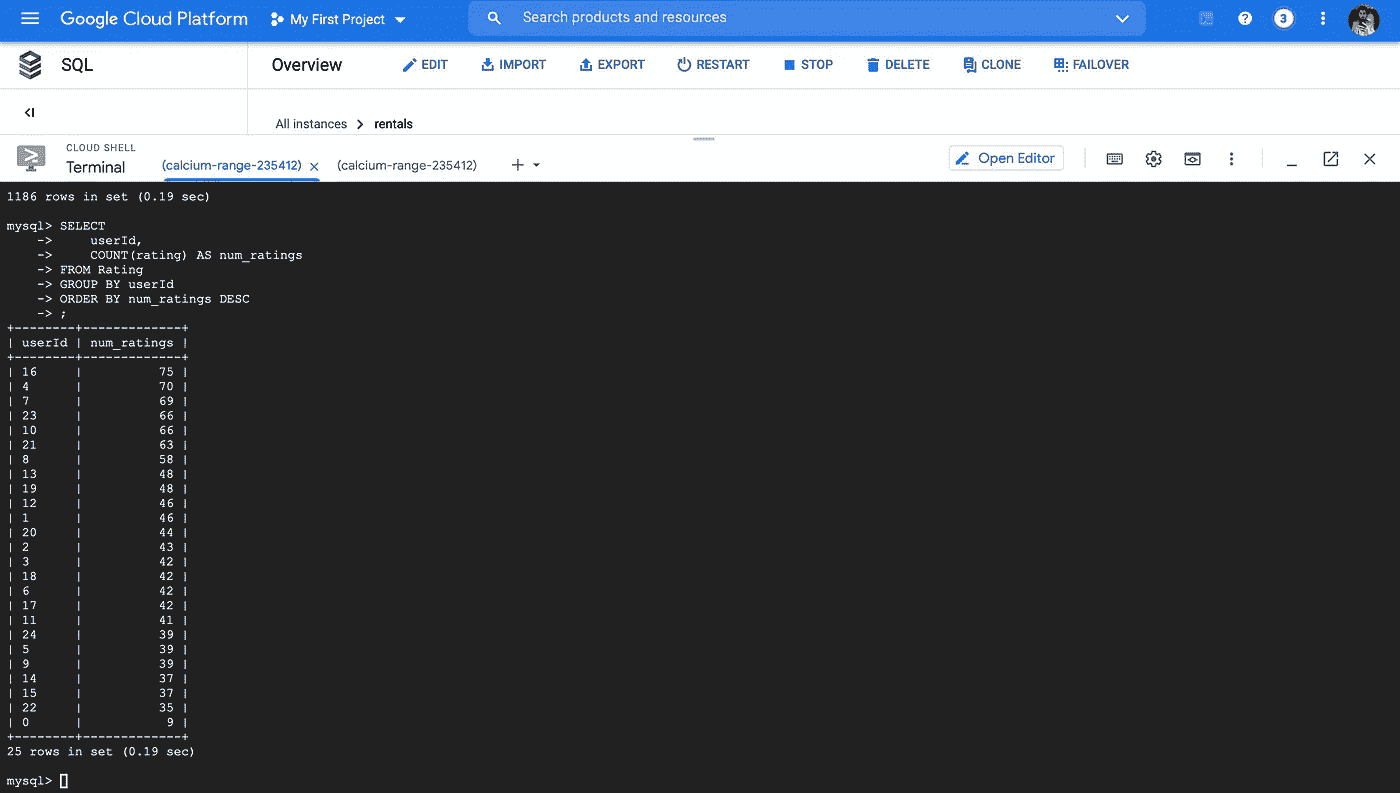 Google Cloud Platform My First Project Search products and resources 3
SQL Overview EDIT IMPORT EXPORT RESTART STOP DELETE CLONE FAILOVER
All instances > rentals
CLOUD SHELL
Terminal (calcium-range-235412) × (calcium-range-235412) + Open Editor
1186 rows in set (0.19 sec)
mysql> SELECT
    ->     userId,
    ->     COUNT(rating) AS num_ratings
    -> FROM Rating
    -> GROUP BY userId
    -> ORDER BY num_ratings DESC
    -> ;
+--------+-------------+
| userId | num_ratings |
+--------+-------------+
| 16     |          75 |
| 4      |          70 |
| 7      |          69 |
| 23     |          66 |
| 10     |          66 |
| 21     |          63 |
| 8      |          58 |
| 13     |          48 |
| 19     |          48 |
| 12     |          46 |
| 1      |          46 |
| 20     |          44 |
| 2      |          43 |
| 3      |          42 |
| 18     |          42 |
| 6      |          42 |
| 17     |          42 |
| 11     |          41 |
| 24     |          39 |
| 5      |          39 |
| 9      |          39 |
| 14     |          37 |
| 15     |          37 |
| 22     |          35 |
| 0      |           9 |
+--------+-------------+
25 rows in set (0.19 sec)
mysql>